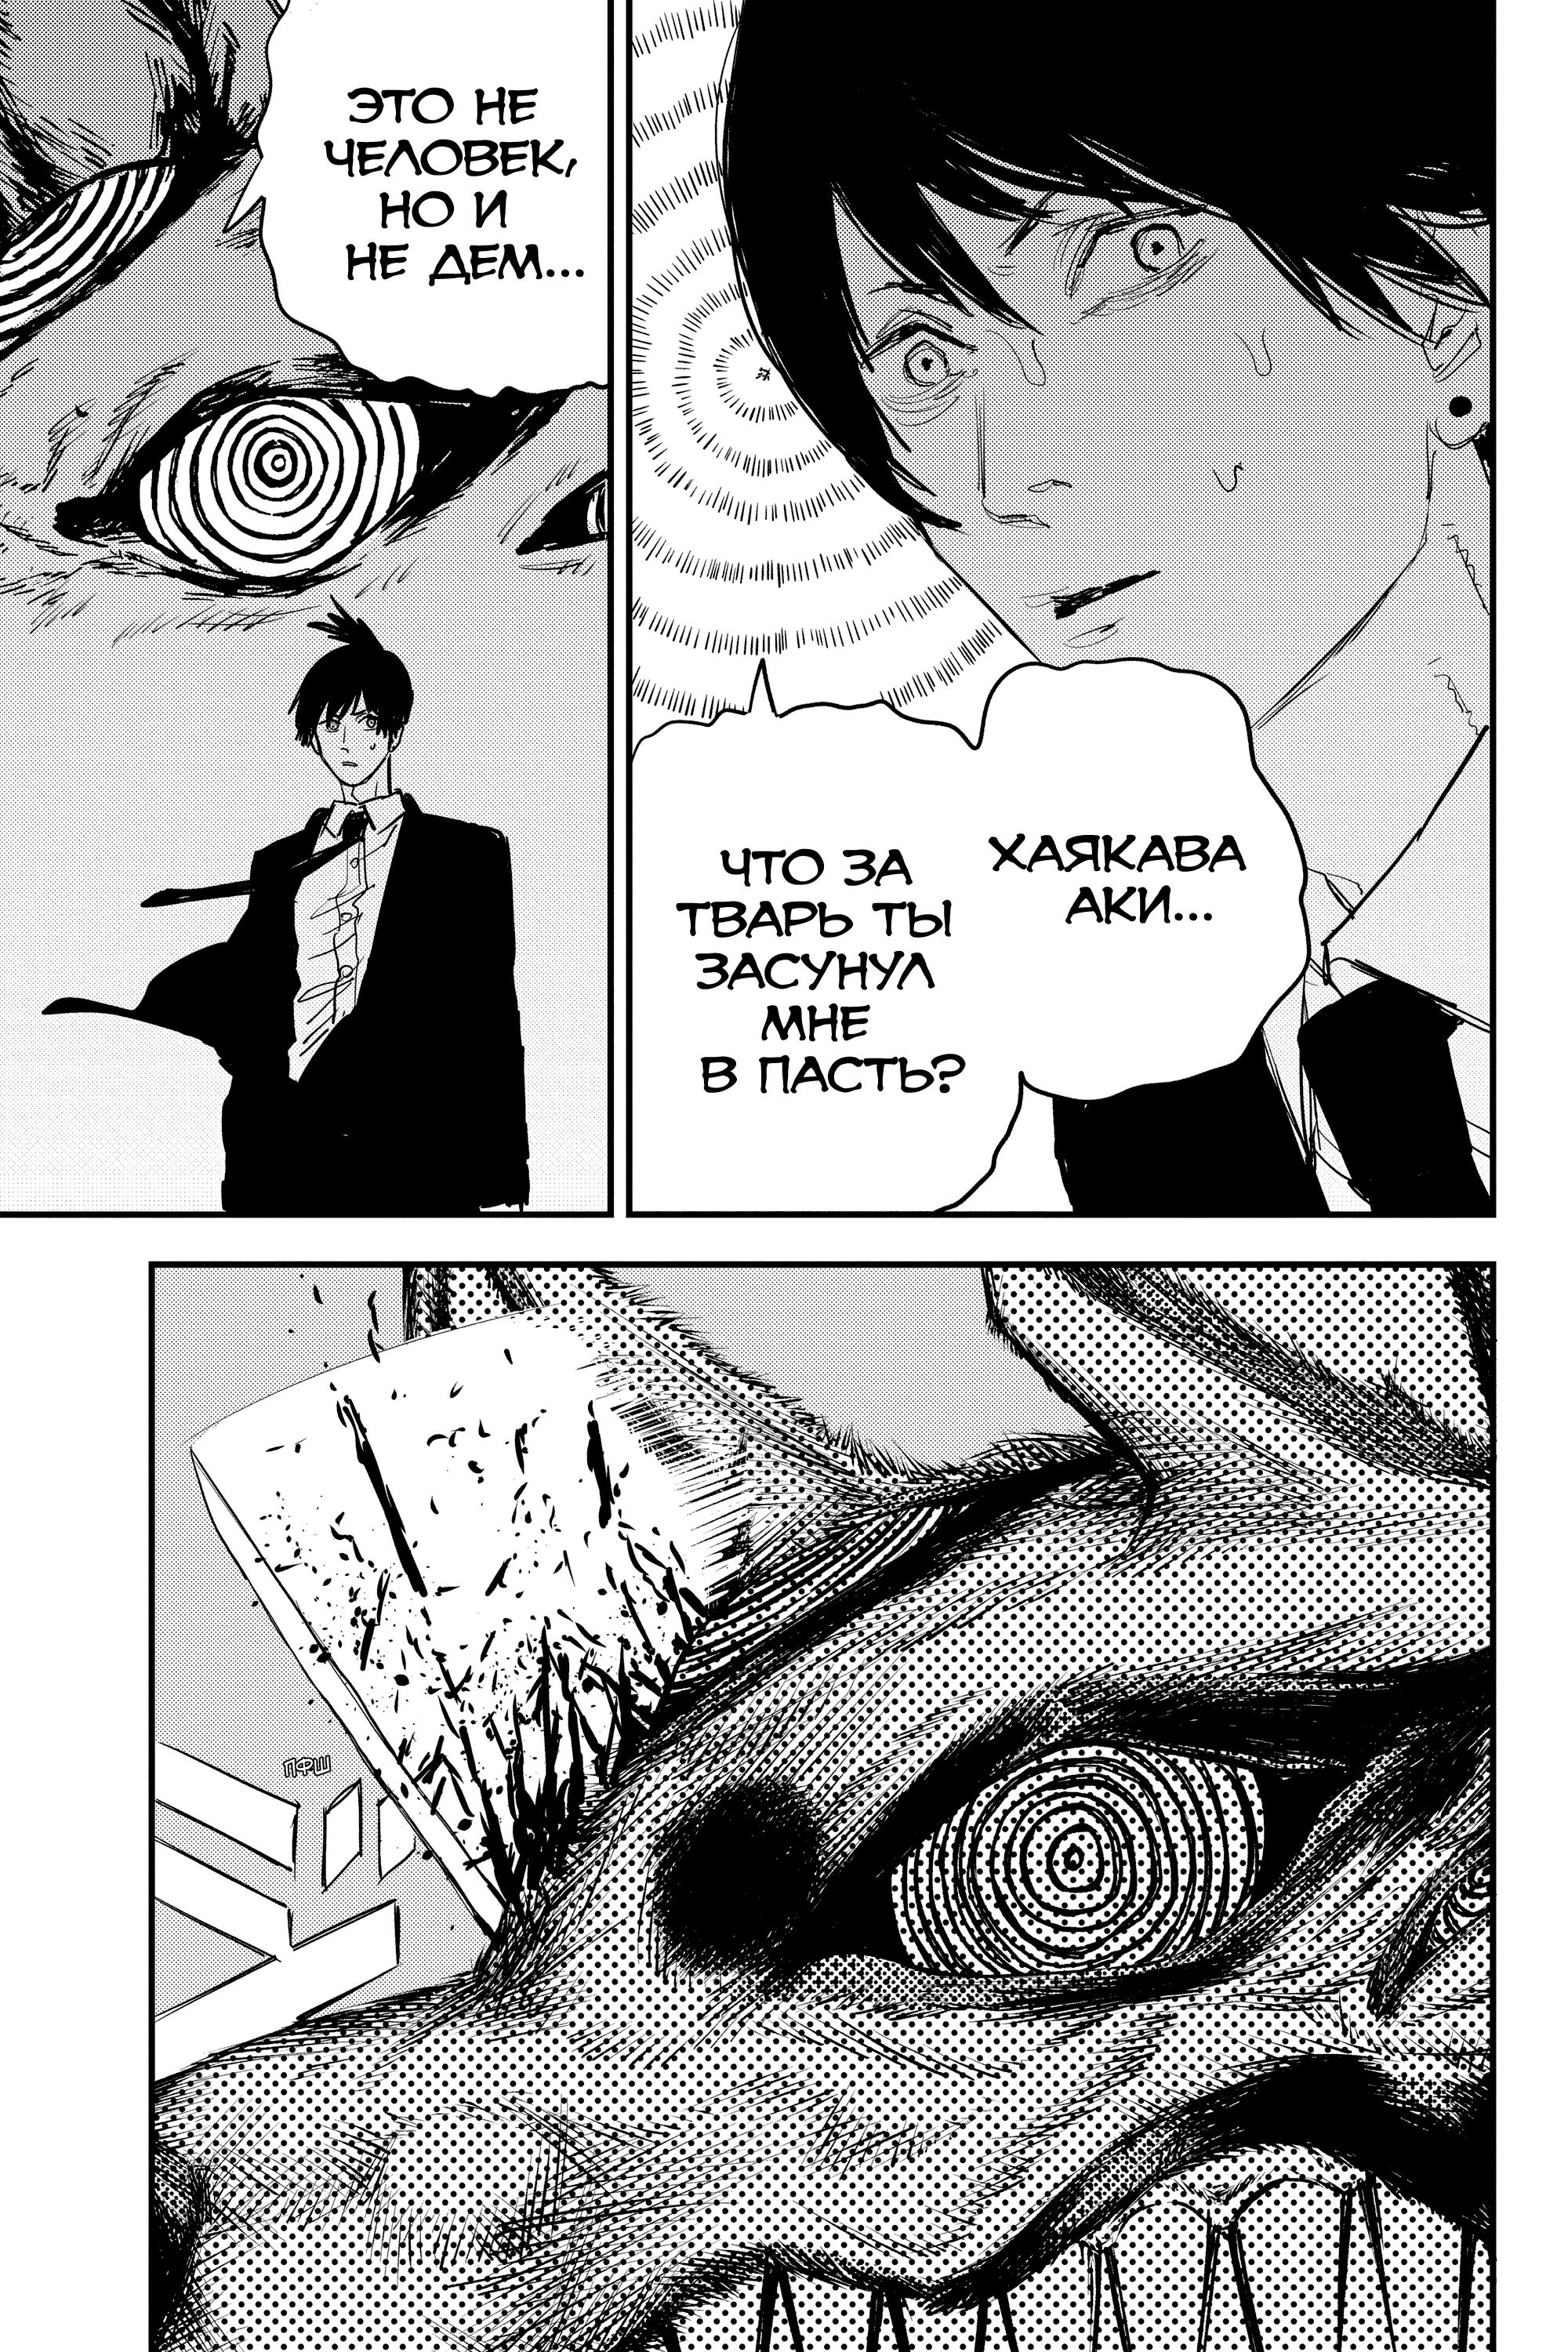 ХАЯКАВА
АКИ...
ЧТО ЗА
ТВАРЬ ТЫ
ЗАСУНУЛ
МНЕ
В ПАСТЬ?
ЭТО НЕ
ЧЕЛОВЕК,
НО И
НЕ ДЕМ...
ПФШ